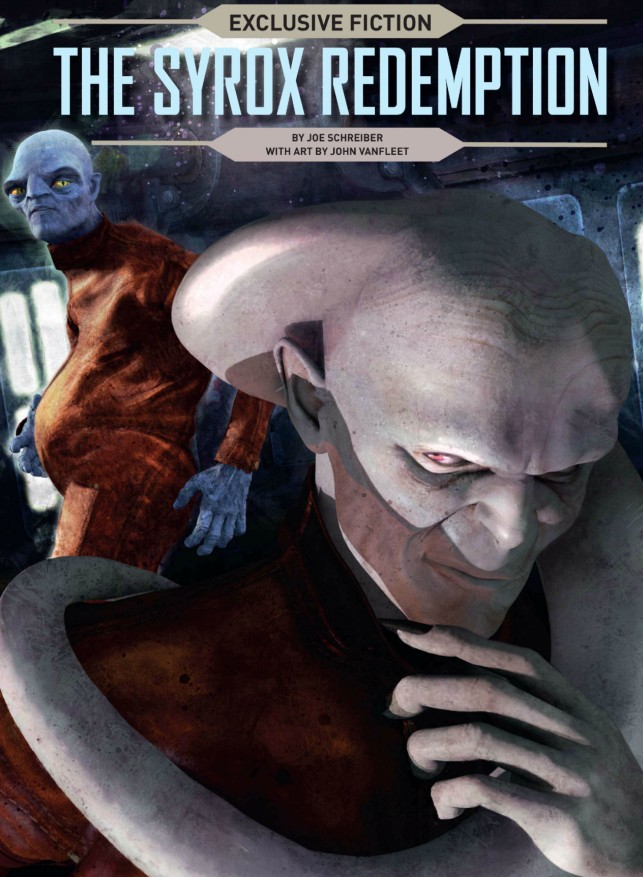 EXCLUSIVE FICTION
THE SYROX REDEMPTION
BY JOE SCHREIBER
WITH ART BY JOHN VANFLEET